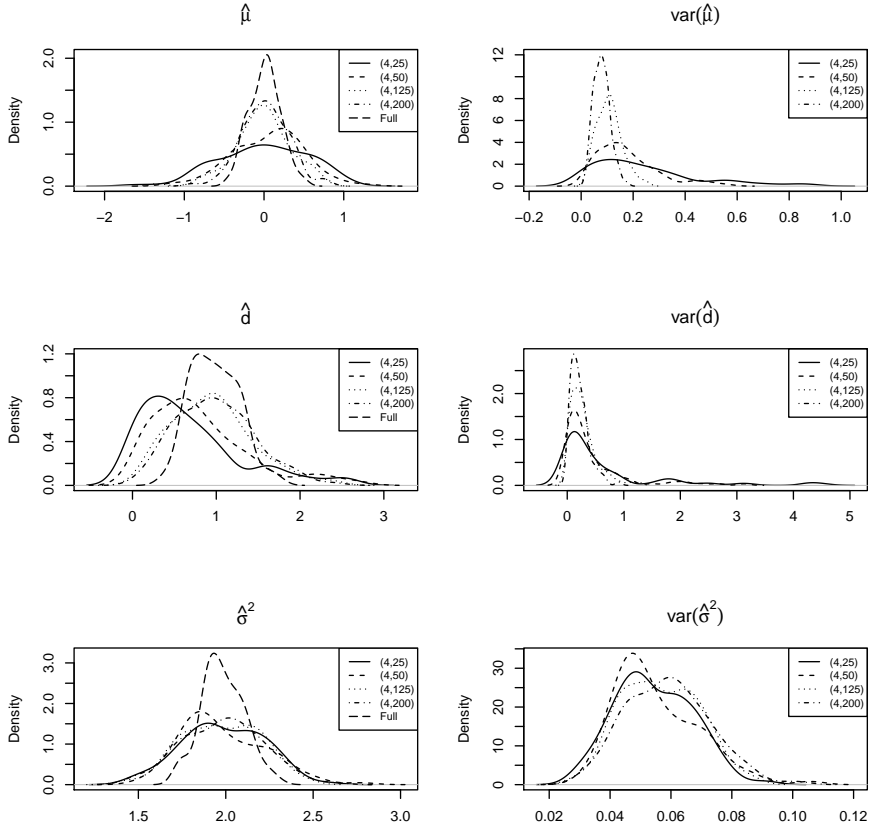 μ̂
Density
0.0 1.0 2.0
−2 −1 0 1
(4,25)
(4,50)
(4,125)
(4,200)
Full
var(μ̂)
0 2 4 6 8 12
−0.2 0.0 0.2 0.4 0.6 0.8 1.0
(4,25)
(4,50)
(4,125)
(4,200)
d̂
Density
0.0 0.4 0.8 1.2
0 1 2 3
(4,25)
(4,50)
(4,125)
(4,200)
Full
var(d̂)
0.0 1.0 2.0
0 1 2 3 4 5
(4,25)
(4,50)
(4,125)
(4,200)
σ̂²
Density
0.0 1.0 2.0 3.0
1.5 2.0 2.5 3.0
(4,25)
(4,50)
(4,125)
(4,200)
Full
var(σ̂²)
0 10 20 30
0.02 0.04 0.06 0.08 0.10 0.12
(4,25)
(4,50)
(4,125)
(4,200)